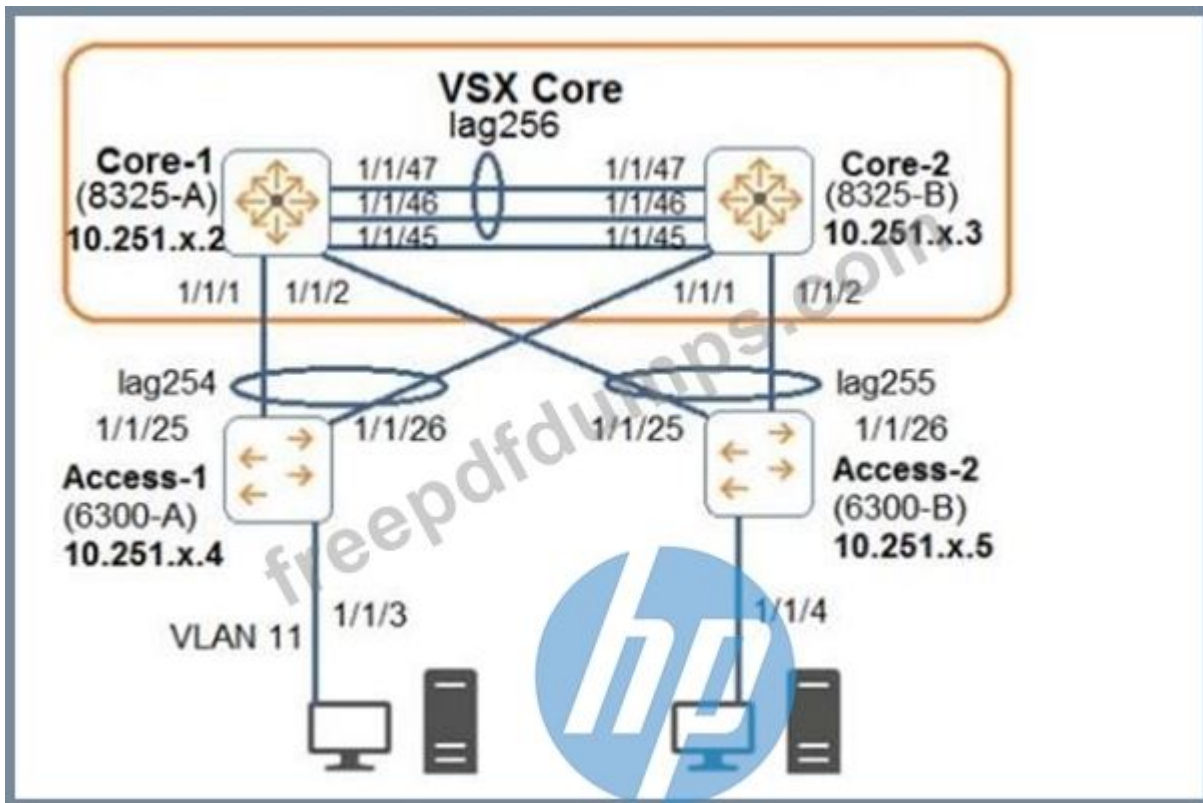 VSX Core
lag256
Core-1
(8325-A)
10.251.x.2
1/1/47
1/1/46
1/1/45
1/1/47
1/1/46
1/1/45
Core-2
(8325-B)
10.251.x.3
1/1/1
1/1/2
1/1/1
1/1/2
lag254
lag255
1/1/25
1/1/26
1/1/25
1/1/26
Access-1
(6300-A)
10.251.x.4
Access-2
(6300-B)
10.251.x.5
VLAN 11
1/1/3
1/1/4
freepdfdumps.com
hp